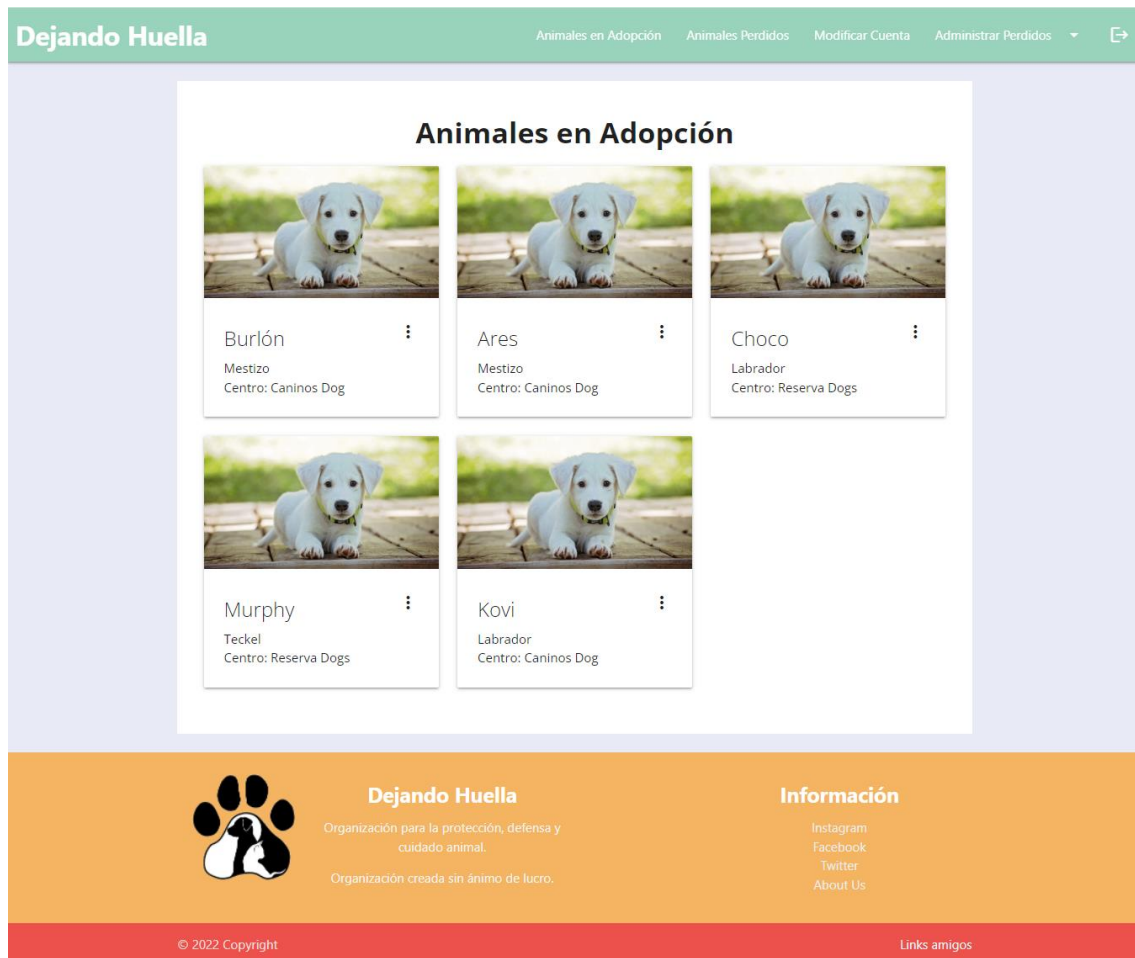 Dejando Huella
Animales en Adopción
Animales Perdidos
Modificar Cuenta
Administrar Perdidos
Animales en Adopción
Burlón
Mestizo
Centro: Caninos Dog
Ares
Mestizo
Centro: Caninos Dog
Choco
Labrador
Centro: Reserva Dogs
Murphy
Teckel
Centro: Reserva Dogs
Kovi
Labrador
Centro: Caninos Dog
Dejando Huella
Organización para la protección, defensa y
cuidado animal.
Organización creada sin ánimo de lucro.
Información
Instagram
Facebook
Twitter
About Us
© 2022 Copyright
Links amigos